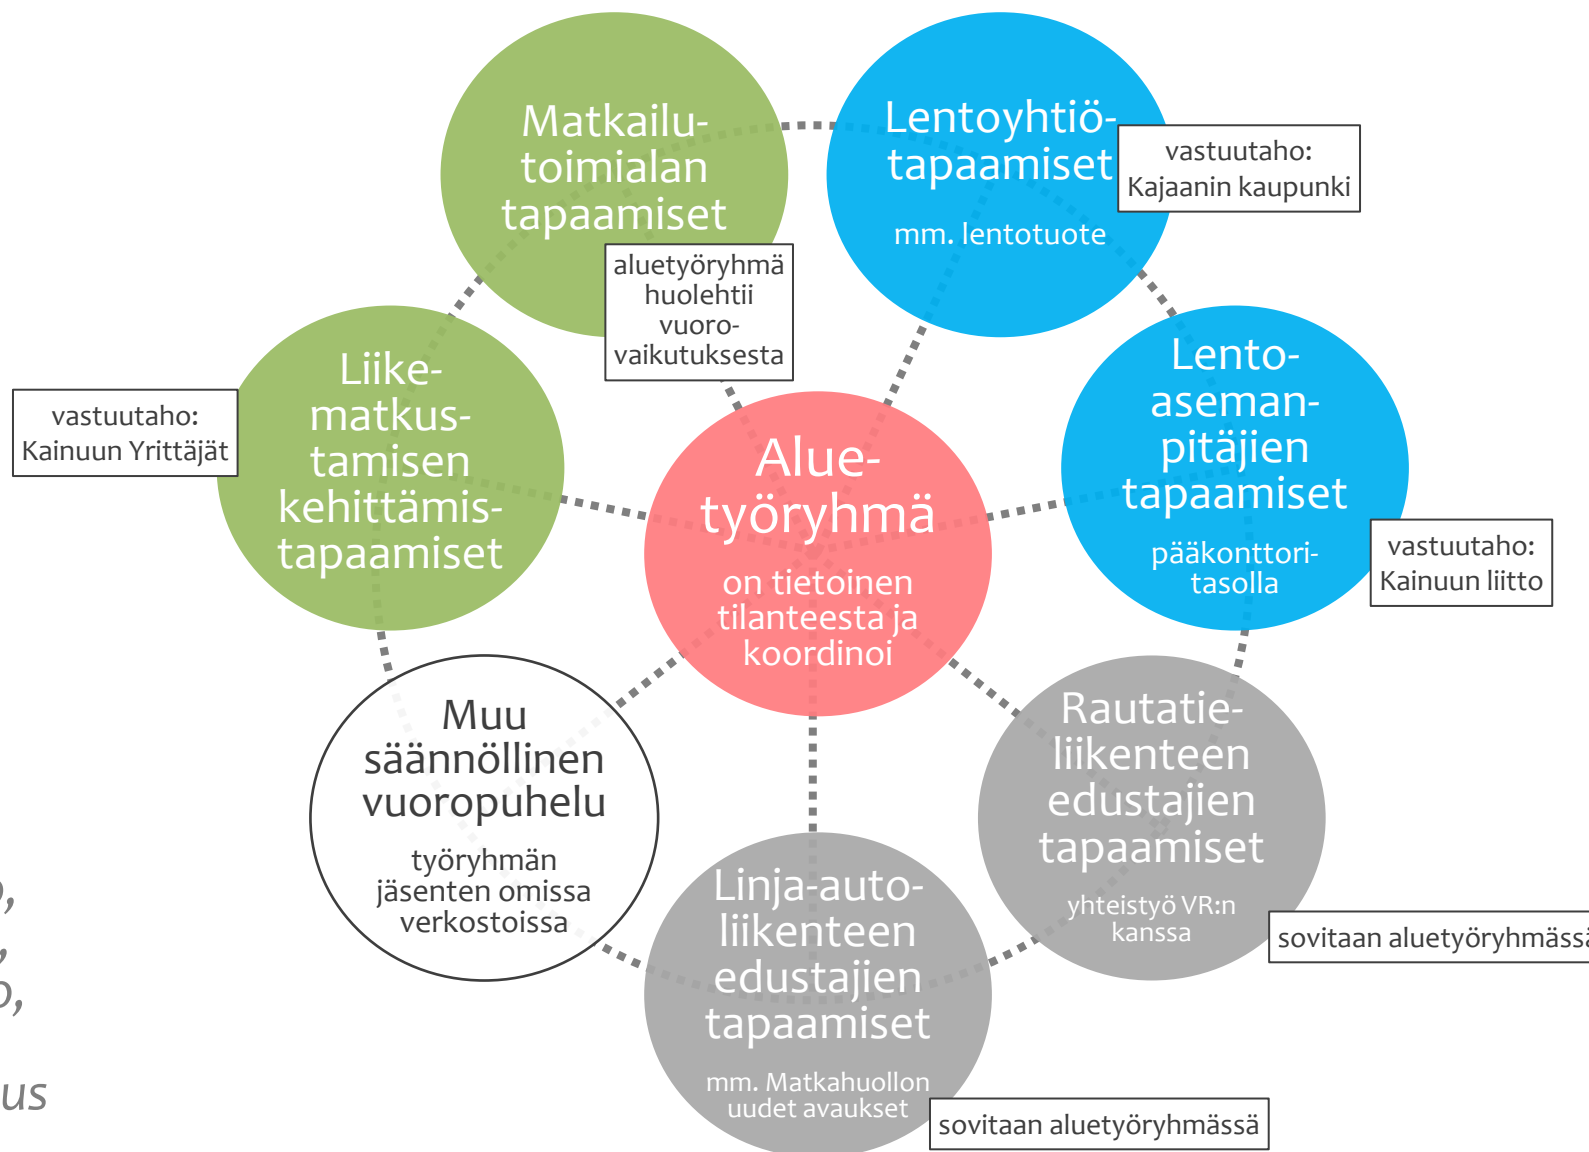 Matkailu-
toimialan
tapaamiset
aluetyöryhmä
huolehtii
vuoro-
vaikutuksesta
Lentoyhtiö-
tapaamiset
mm. lentotuote
vastuutaho:
Kajaanin kaupunki
Liike-
matkus-
tamisen
kehittämis-
tapaamiset
vastuutaho:
Kainuun Yrittäjät
Alue-
työryhmä
on tietoinen
tilanteesta ja
koordinoi
Lento-
aseman-
pitäjien
tapaamiset
pääkonttori-
tasolla
vastuutaho:
Kainuun liitto
Muu
säännöllinen
vuoropuhelu
työryhmän
jäsenten omissa
verkostoissa
Linja-auto-
liikenteen
edustajien
tapaamiset
mm. Matkahuollon
uudet avaukset
sovitaan aluetyöryhmässä
Rautatie-
liikenteen
edustajien
tapaamiset
yhteistyö VR:n
kanssa
sovitaan aluetyöryhmässä
us